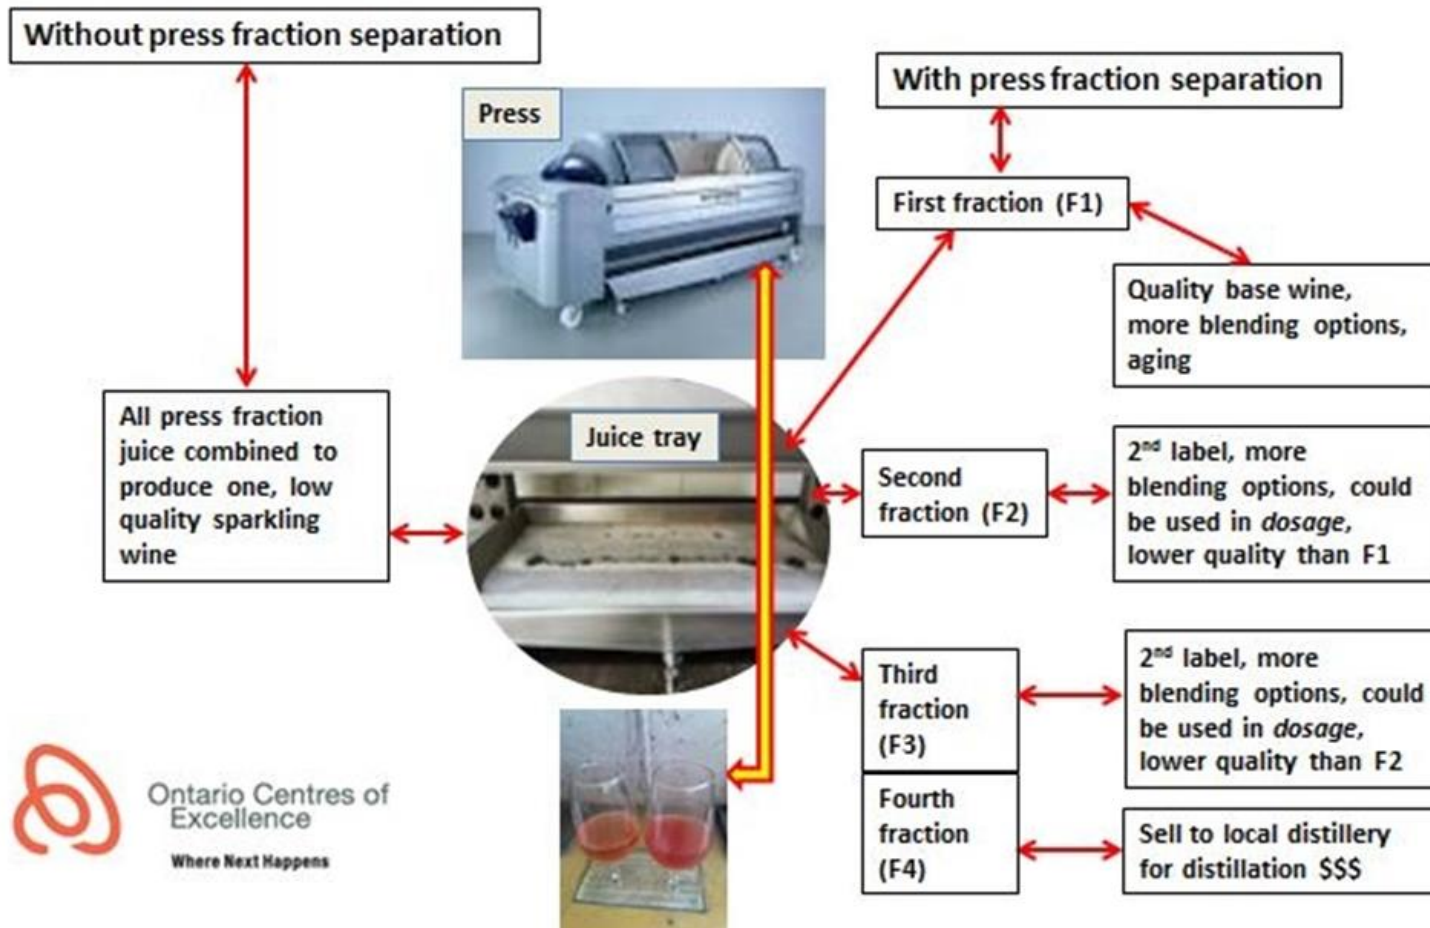 Without press fraction separation
With press fraction separation
Press
First fraction (F1)
Quality base wine,
more blending options,
aging
All press fraction
juice combined to
produce one, low
quality sparkling
wine
Juice tray
Second
fraction (F2)
2nd label, more
blending options, could
be used in dosage,
lower quality than F1
Third
fraction
(F3)
2nd label, more
blending options, could
be used in dosage,
lower quality than F2
Fourth
fraction
(F4)
Sell to local distillery
for distillation $$$
Ontario Centres of
Excellence
Where Next Happens